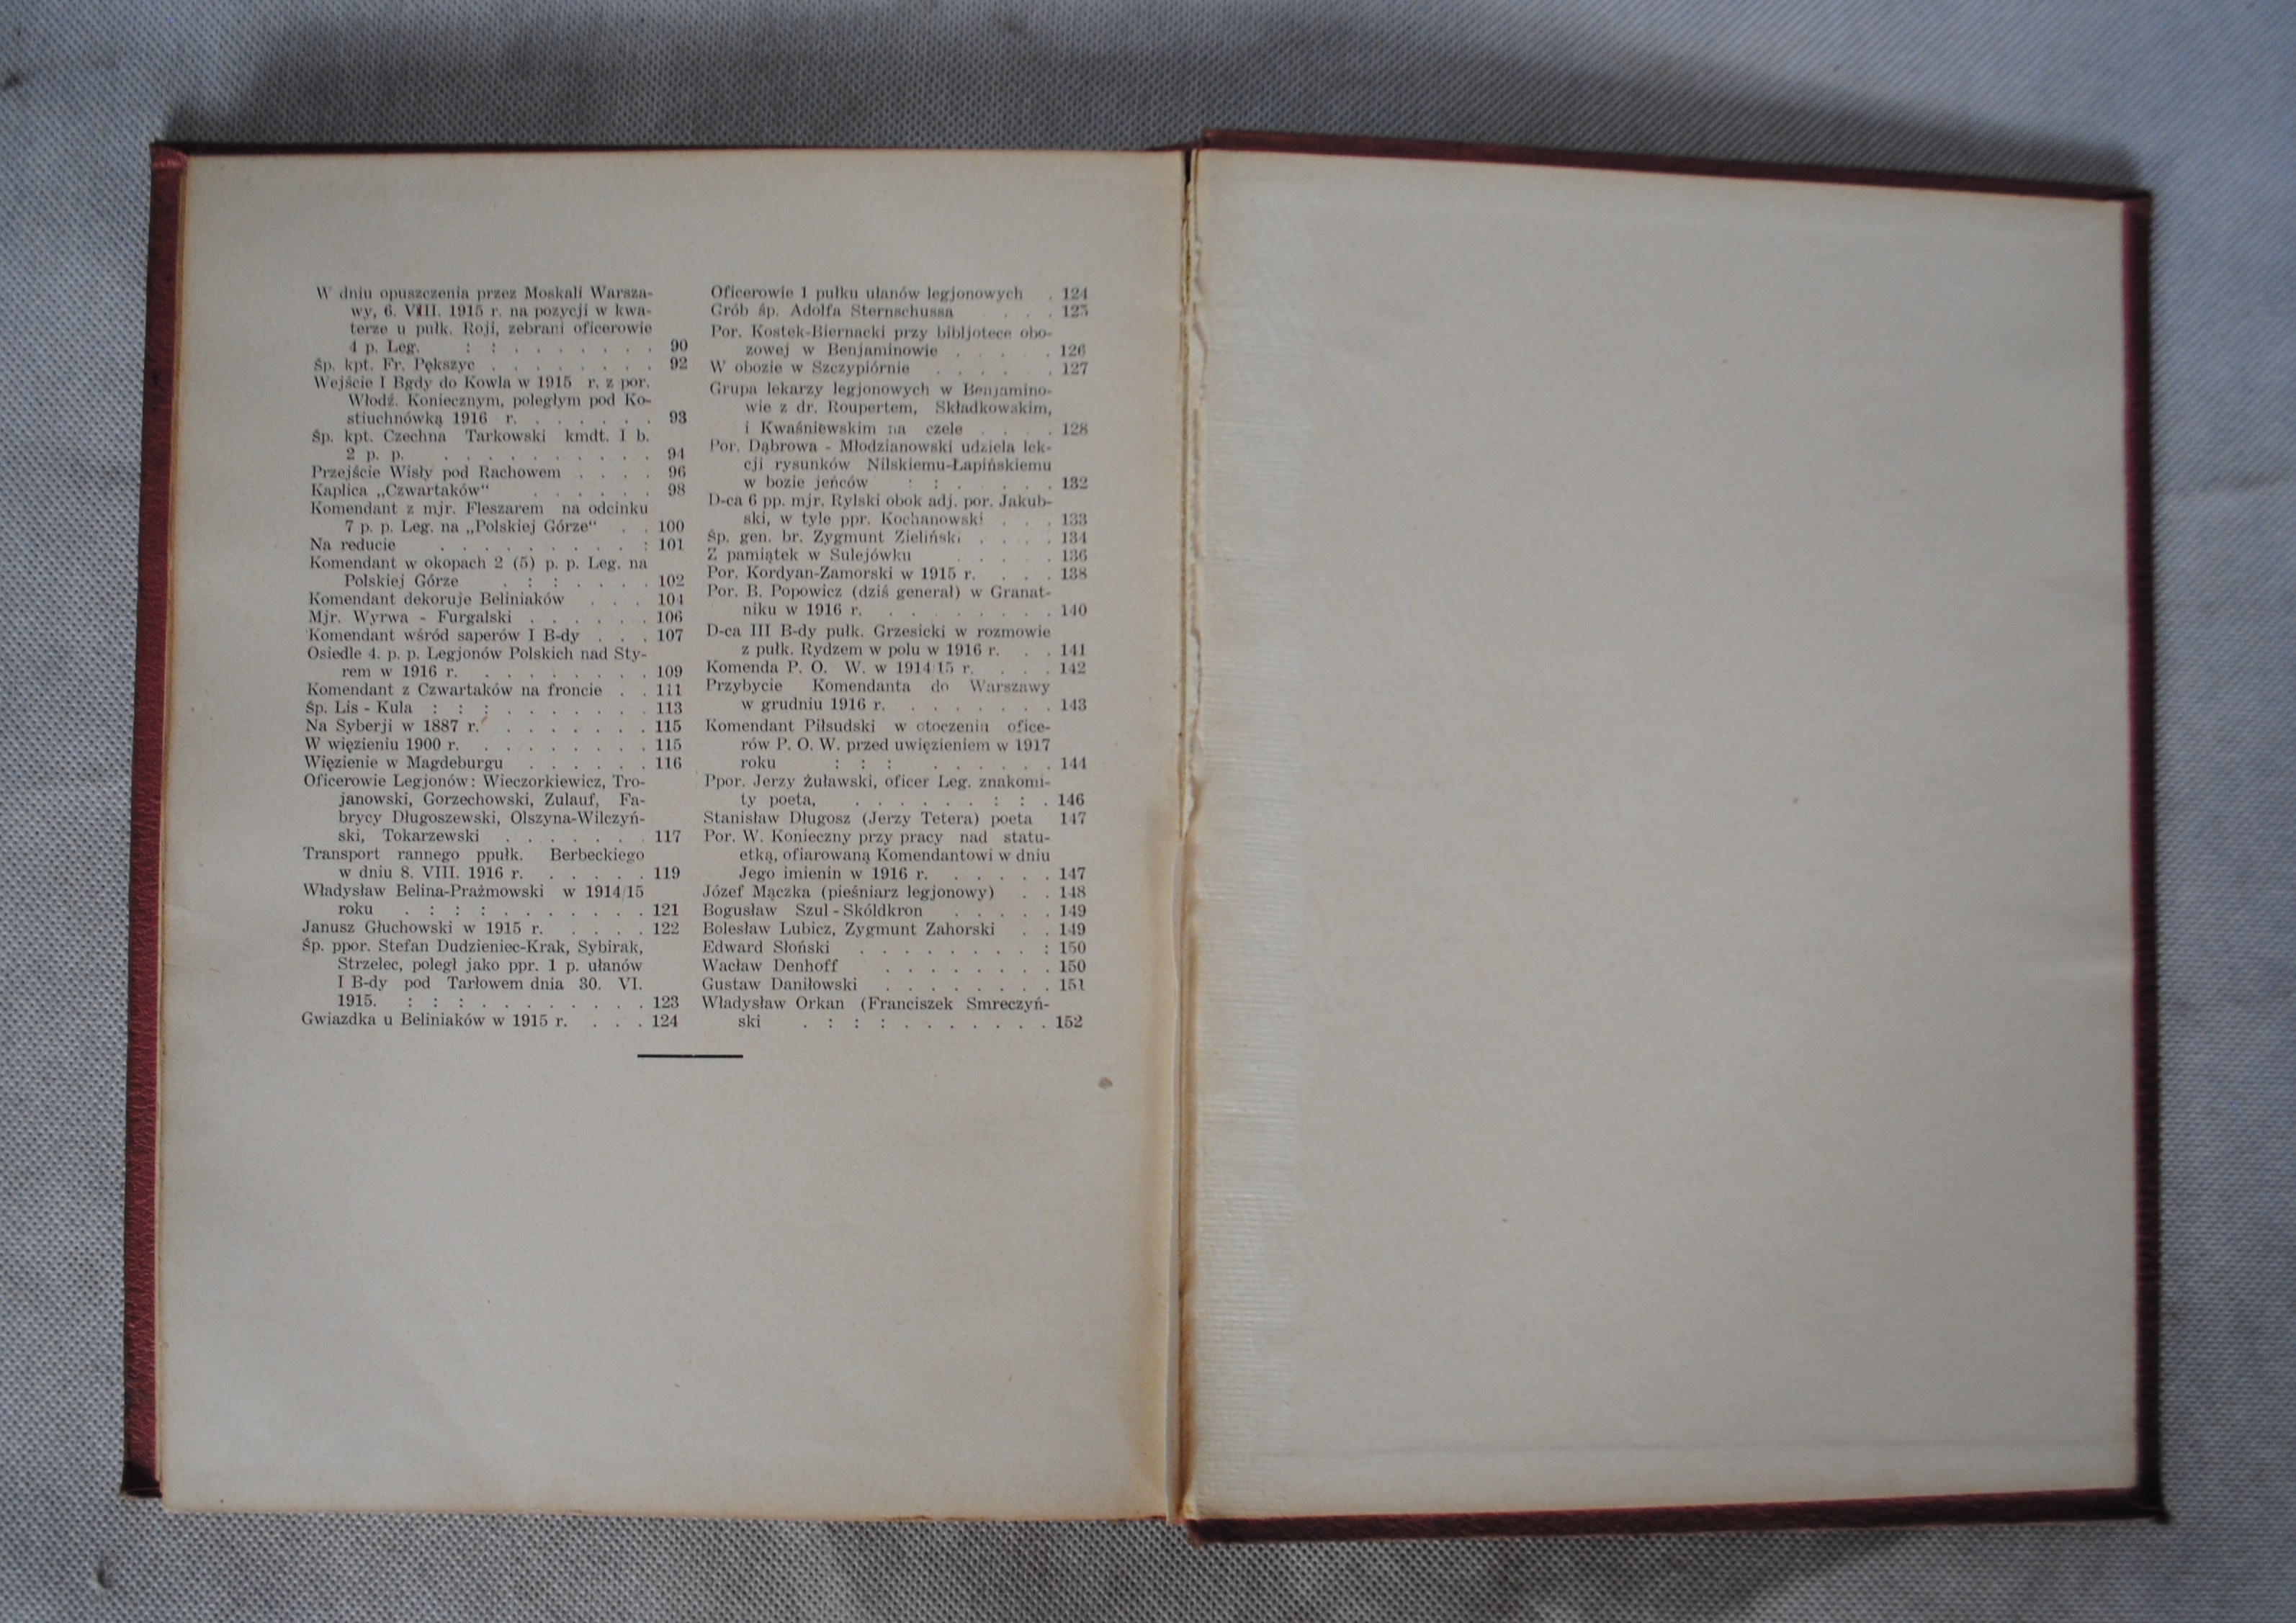 W dniu opuszczenia przez Moskali Warsza-
wy, 6. VIII. 1915 r. na pozycji w kwa-
terze u pułk. Roji, zebrani oficerowie
4 p. Leg. : : . . . . . . . 90
Śp. kpt. Fr. Pększyc . . . . . . . . 92
Wejście I Bgdy do Kowla w 1915 r. z por.
Włodź. Koniecznym, poległym pod Ko-
stiuchnówką 1916 r. . . . . . . 93
Śp. kpt. Czechna Tarkowski kmdt. I b.
2 p. p. . . . . . . . . . . 94
Przejście Wisły pod Rachowem . . . . 96
Kaplica „Czwartaków“ . . . . . . 98
Komendant z mjr. Fleszarem na odcinku
7 p. p. Leg. na „Polskiej Górze“ . . 100
Na reducie . . . . . . . . . : 101
Komendant w okopach 2 (5) p. p. Leg. na
Polskiej Górze . : : . . . . 102
Komendant dekoruje Beliniaków . . . 104
Mjr. Wyrwa - Furgalski . . . . . . 106
Komendant wśród saperów I B-dy . . . 107
Osiedle 4. p. p. Legjonów Polskich nad Sty-
rem w 1916 r. . . . . . . . . 109
Komendant z Czwartaków na froncie . . 111
Śp. Lis - Kula : : : . . . . . . . 113
Na Syberji w 1887 r. . . . . . . . 115
W więzieniu 1900 r. . . . . . . . . 115
Więzienie w Magdeburgu . . . . . . 116
Oficerowie Legjonów: Wieczorkiewicz, Tro-
janowski, Gorzechowski, Zulauf, Fa-
brycy Długoszewski, Olszyna-Wilczyń-
ski, Tokarzewski . . . . . . . 117
Transport rannego ppułk. Berbeckiego
w dniu 8. VIII. 1916 r. . . . . . 119
Władysław Belina-Prażmowski w 1914/15
roku . : : : . . . . . . . 121
Janusz Głuchowski w 1915 r. . . . . 122
Śp. ppor. Stefan Dudzieniec-Krak, Sybirak,
Strzelec, poległ jako ppr. 1 p. ułanów
I B-dy pod Tarłowem dnia 30. VI.
1915. : : : . . . . . . . . 123
Gwiazdka u Beliniaków w 1915 r. . . . 124
Oficerowie 1 pułku ułanów legjonowych . 124
Grób śp. Adolfa Sternschussa . . . 125
Por. Kostek-Biernacki przy bibljotece obo-
zowej w Benjaminowie . . . . . 126
W obozie w Szczypiórnie . . . . . 127
Grupa lekarzy legjonowych w Benjamino-
wie z dr. Roupertem, Składkowskim,
i Kwaśniewskim na czele . . . . 128
Por. Dąbrowa - Młodzianowski udziela lek-
cji rysunków Nilskiemu-Łapińskiemu
w bozie jeńców : : . . . . . 132
D-ca 6 pp. mjr. Rylski obok adj. por. Jakub-
ski, w tyle ppr. Kochanowski . . . 133
Śp. gen. br. Zygmunt Zieliński . . . . 134
Z pamiątek w Sulejówku . . . . . 136
Por. Kordyan-Zamorski w 1915 r. . . . 138
Por. B. Popowicz (dziś generał) w Granat-
niku w 1916 r. . . . . . . . . 140
D-ca III B-dy pułk. Grzesicki w rozmowie
z pułk. Rydzem w polu w 1916 r. . . 141
Komenda P. O. W. w 1914/15 r. . . . 142
Przybycie Komendanta do Warszawy
w grudniu 1916 r. . . . . . . . 143
Komendant Piłsudski w otoczeniu ofice-
rów P. O. W. przed uwięzieniem w 1917
roku : : : . . . . . . 144
Ppor. Jerzy Żuławski, oficer Leg. znakomi-
ty poeta, . . . . . . : : . 146
Stanisław Długosz (Jerzy Tetera) poeta 147
Por. W. Konieczny przy pracy nad statu-
etką, ofiarowaną Komendantowi w dniu
Jego imienin w 1916 r. . . . . . 147
Józef Mączka (pieśniarz legjonowy) . . 148
Bogusław Szul - Skóldkron . . . . . 149
Bolesław Lubicz, Zygmunt Zahorski . . 149
Edward Słoński . . . . . . . : 150
Wacław Denhoff . . . . . . . . 150
Gustaw Daniłowski . . . . . . . . 151
Władysław Orkan (Franciszek Smreczyń-
ski . : : : . . . . . . . 152